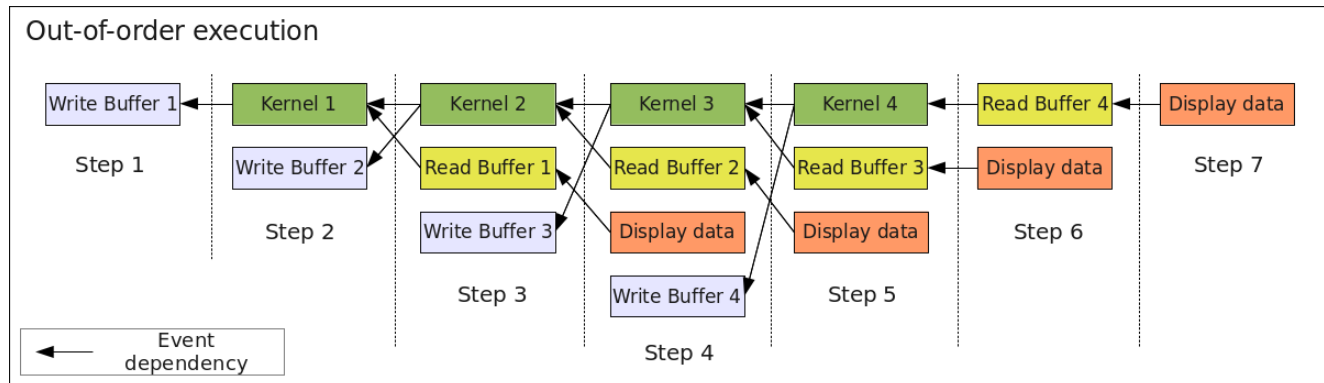 Out-of-order execution
Write Buffer 1
Kernel 1
Kernel 2
Kernel 3
Kernel 4
Read Buffer 4
Display data
Step 1
Write Buffer 2
Read Buffer 1
Read Buffer 2
Read Buffer 3
Display data
Step 7
Step 2
Write Buffer 3
Display data
Display data
Step 6
Step 3
Write Buffer 4
Step 5
Step 4
Event
dependency